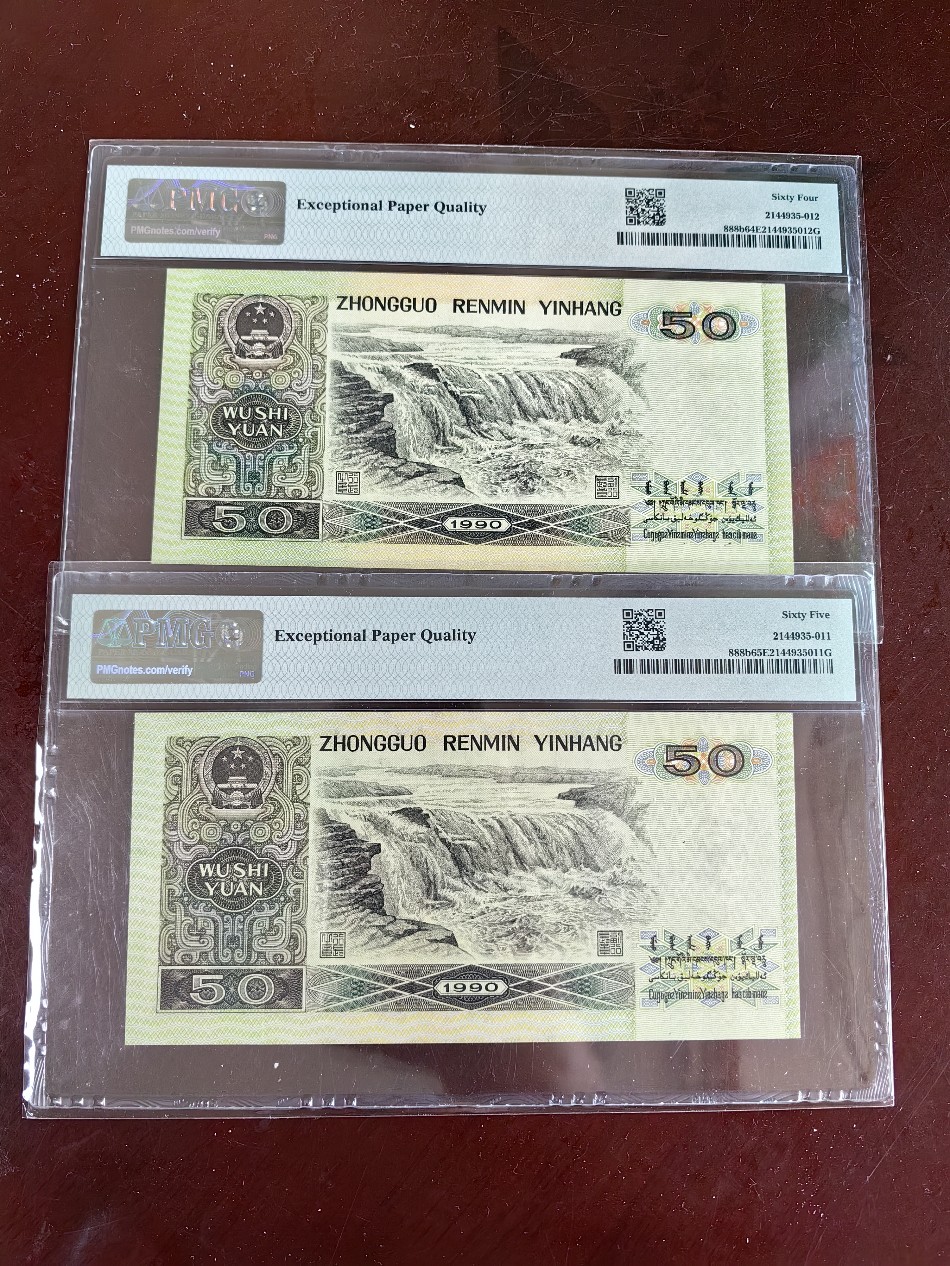 PMG
PMGnotes.com/verify
PMG
Exceptional Paper Quality
Sixty Four
2144935-012
888b64E2144935012G
ZHONGGUO RENMIN YINHANG
50
WU SHI
YUAN
50
1990
PMG
PMGnotes.com/verify
PMG
Exceptional Paper Quality
Sixty Five
2144935-011
888b65E2144935011G
ZHONGGUO RENMIN YINHANG
50
WU SHI
YUAN
50
1990